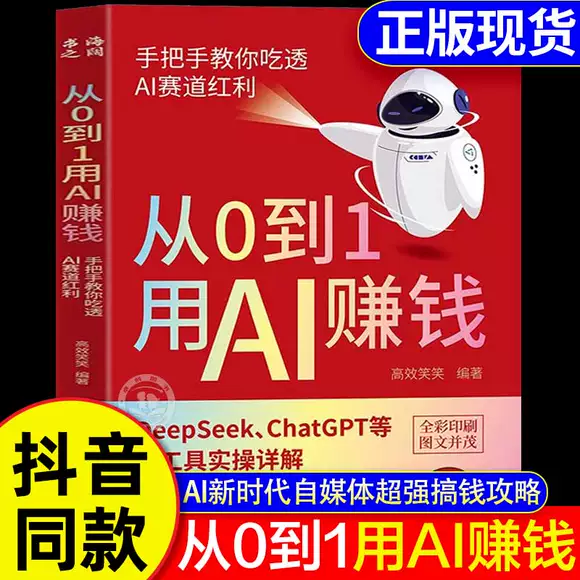 正版现货
海阔
书之
从0到1用AI赚钱
手把手教你吃透
AI赛道红利
高效笑笑 编著
手把手教你吃透
AI赛道红利
从0到1
用AI赚钱
高效笑笑 编著
DeepSeek、ChatGPT等
工具实操详解
全彩印刷
图文并茂
抖音
同款
AI新时代自媒体超强搞钱攻略
从0到1用AI赚钱